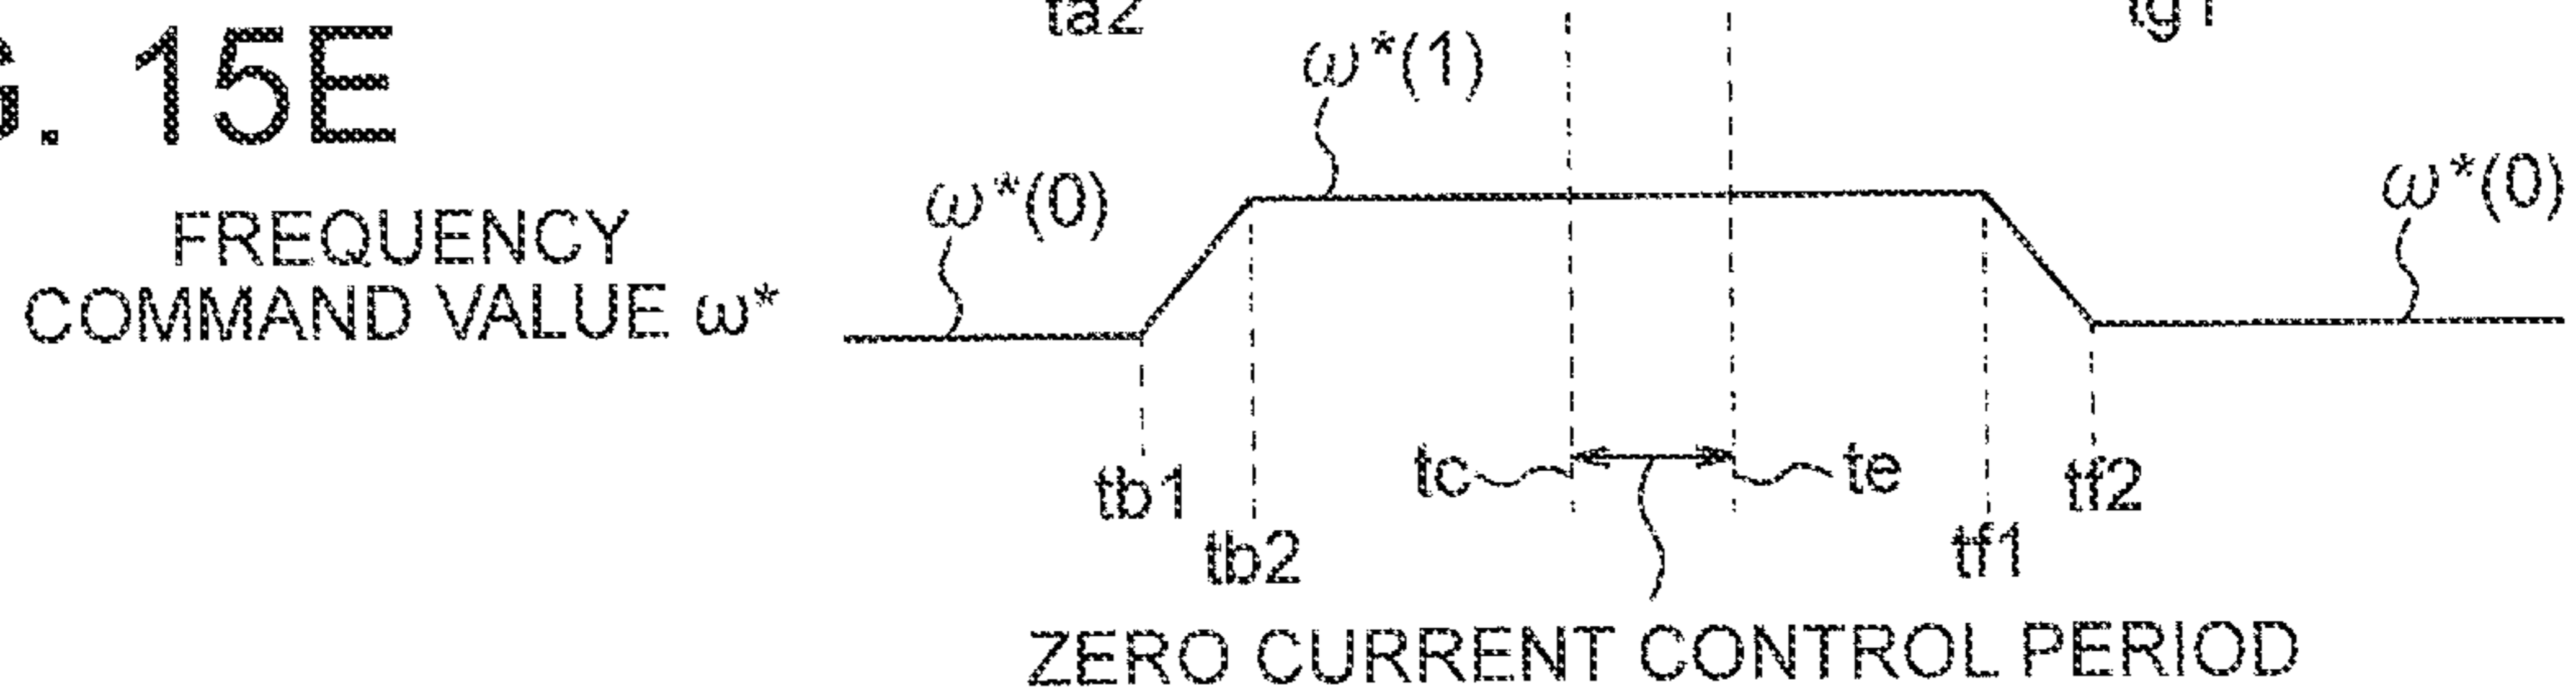 ta2
tg1
G. 15E
ω*(1)
ω*(0)
ω*(0)
FREQUENCY
COMMAND VALUE ω*
tc
te
tb1
tf2
tb2
tf1
ZERO CURRENT CONTROL PERIOD